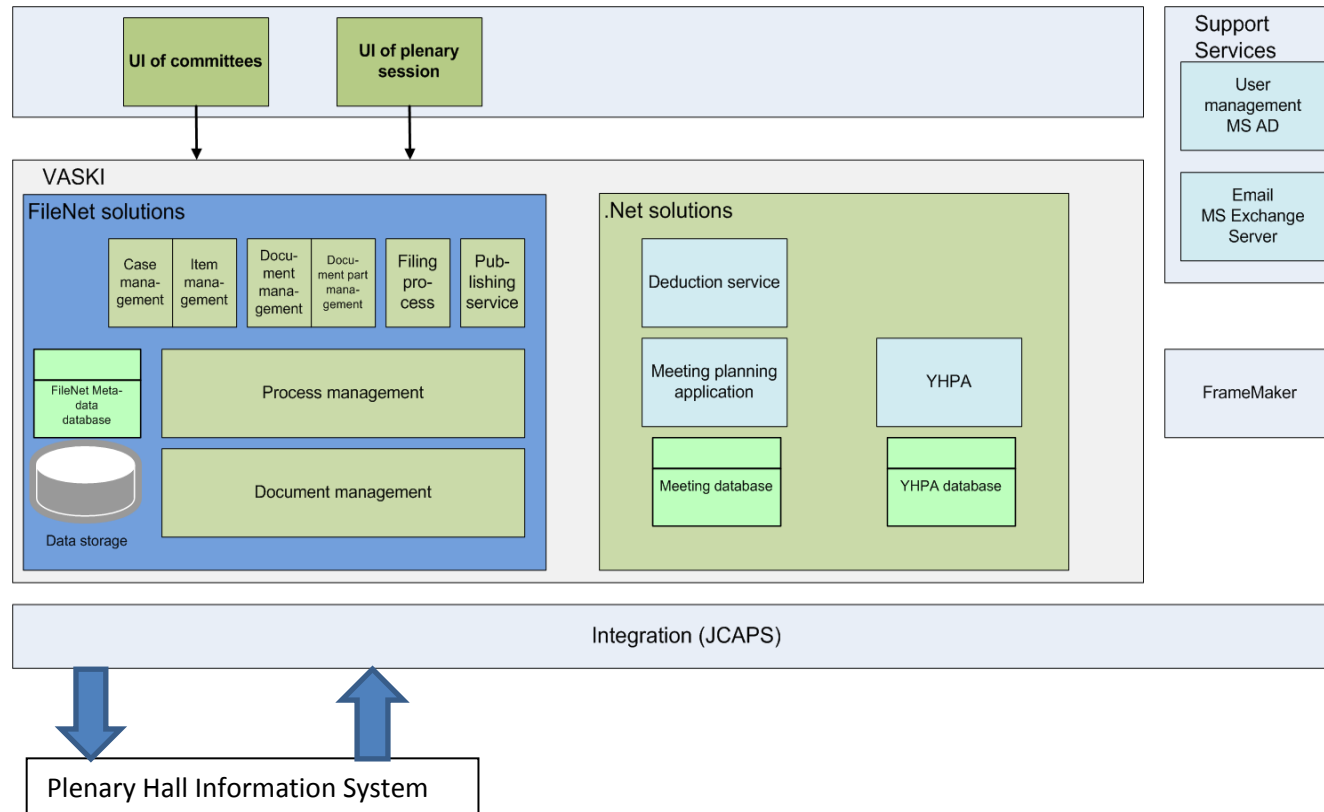 UI of committees
UI of plenary
session
Support
Services
User
management
MS AD
Email
MS Exchange
Server
VASKI
FileNet solutions
Case
mana-
gement
Item
mana-
gement
Docu-
ment
mana-
gement
Docu-
ment part
mana-
gement
Filing
pro-
cess
Pub-
lishing
service
FileNet Meta-
data
database
Process management
Data storage
Document management
.Net solutions
Deduction service
Meeting planning
application
YHPA
Meeting database
YHPA database
FrameMaker
Integration (JCAPS)
Plenary Hall Information System